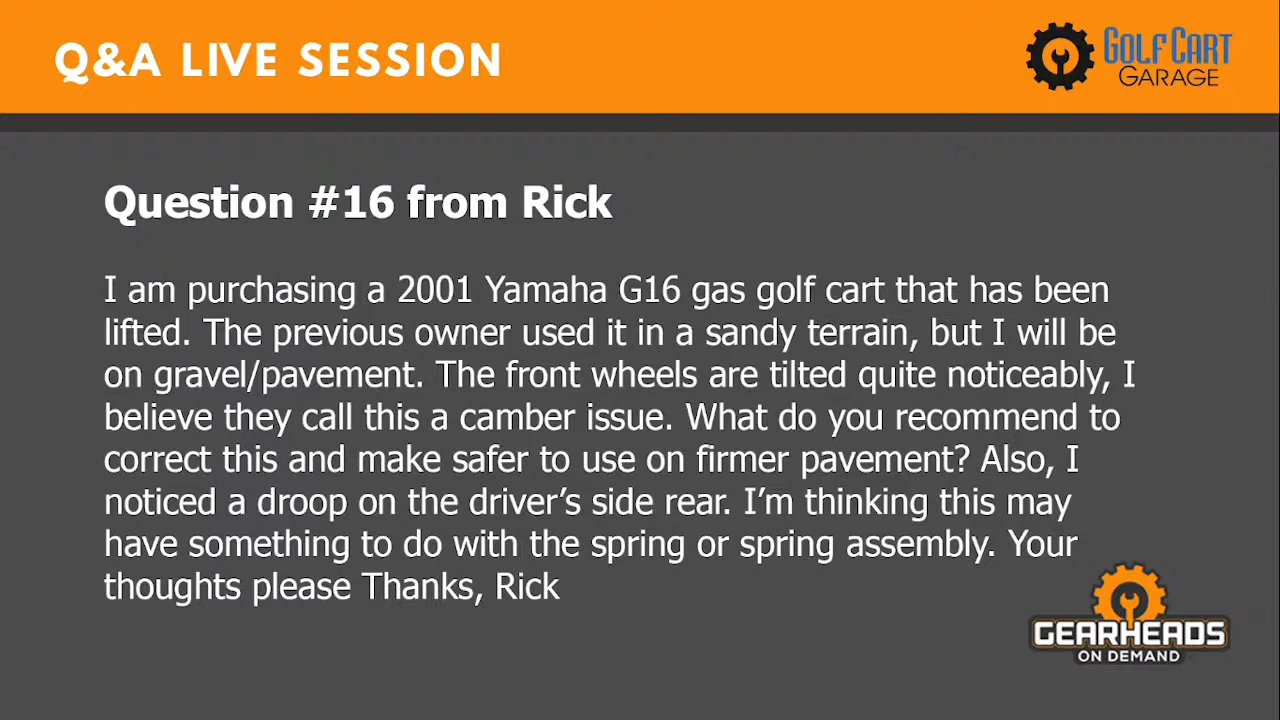 Q&A LIVE SESSION
GOLF CART
GARAGE
Question #16 from Rick
I am purchasing a 2001 Yamaha G16 gas golf cart that has been
lifted. The previous owner used it in a sandy terrain, but I will be
on gravel/pavement. The front wheels are tilted quite noticeably, I
believe they call this a camber issue. What do you recommend to
correct this and make safer to use on firmer pavement? Also, I
noticed a droop on the driver’s side rear. I’m thinking this may
have something to do with the spring or spring assembly. Your
thoughts please Thanks, Rick
GEARHEADS
ON DEMAND